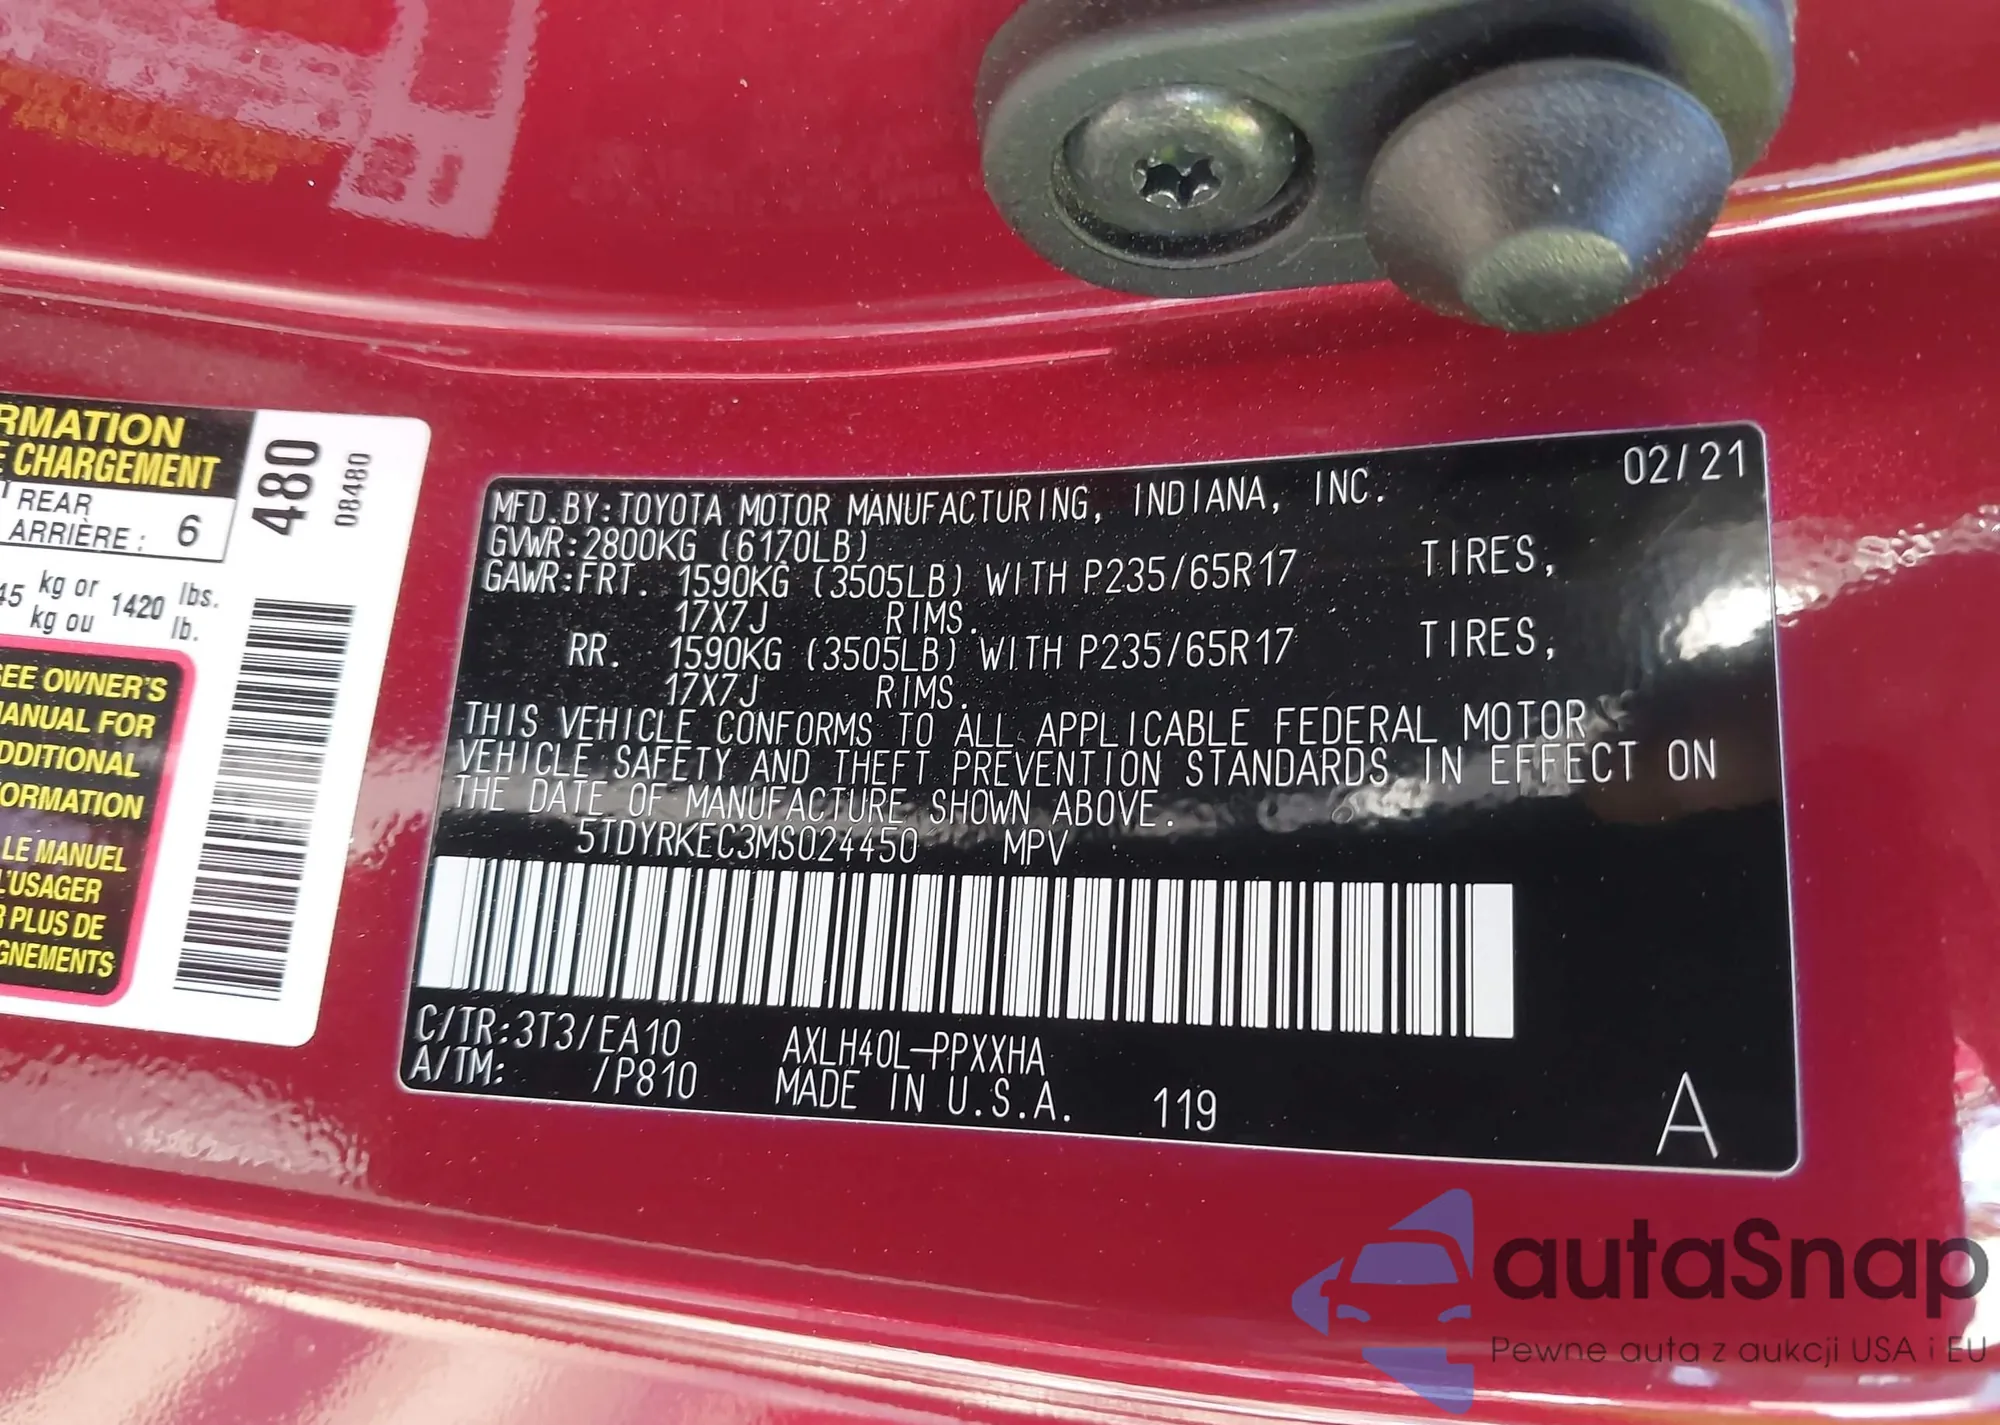 RMATION
E CHARGEMENT
REAR
ARRIÈRE : 6
45 kg or 1420 lbs.
kg ou lb.
SEE OWNER'S
MANUAL FOR
ADDITIONAL
FORMATION
LE MANUEL
L'USAGER
R PLUS DE
GNEMENTS
480
08480
02/21
MFD.BY:TOYOTA MOTOR MANUFACTURING, INDIANA, INC.
GVWR:2800KG (6170LB)
GAWR:FRT. 1590KG (3505LB) WITH P235/65R17 TIRES,
17X7J RIMS.
RR. 1590KG (3505LB) WITH P235/65R17 TIRES,
17X7J RIMS.
THIS VEHICLE CONFORMS TO ALL APPLICABLE FEDERAL MOTOR
VEHICLE SAFETY AND THEFT PREVENTION STANDARDS IN EFFECT ON
THE DATE OF MANUFACTURE SHOWN ABOVE.
5TDYRKEC3MS024450 MPV
C/TR:3T3/EA10 AXLH40L-PPXXHA
A/TM: /P810 MADE IN U.S.A. 119
A
autaSnap
Pewne auta z aukcji USA i EU